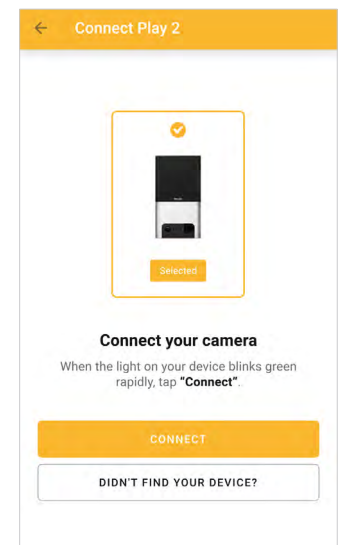 Connect Play 2
Selected
Connect your camera
When the light on your device blinks green
rapidly, tap "Connect".
CONNECT
DIDN'T FIND YOUR DEVICE?